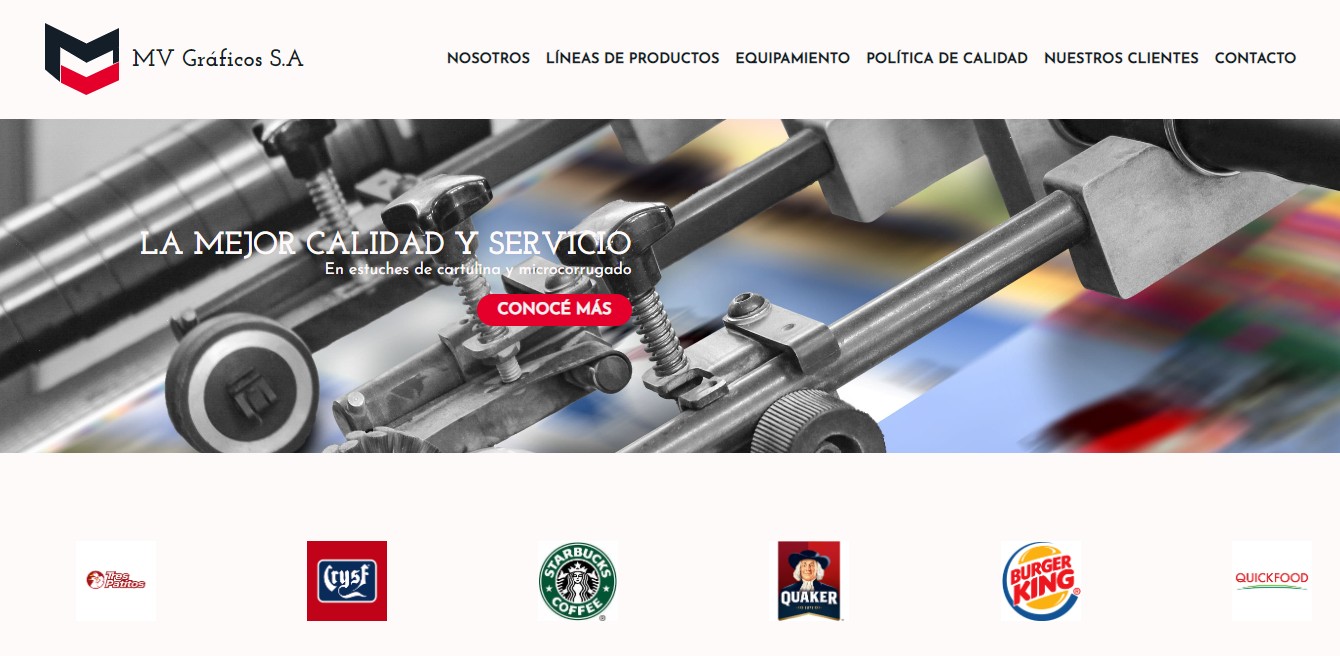 MV Gráficos S.A
NOSOTROS LÍNEAS DE PRODUCTOS EQUIPAMIENTO POLÍTICA DE CALIDAD NUESTROS CLIENTES CONTACTO
LA MEJOR CALIDAD Y SERVICIO
En estuches de cartulina y microcorrugado
CONOCÉ MÁS
Tres
Patitos
Crysf
STARBUCKS
COFFEE
®
QUAKER
BURGER
KING
®
QUICKFOOD